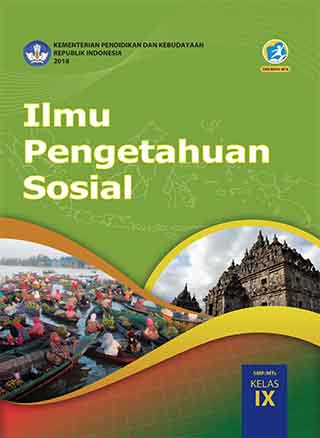 KEMENTERIAN PENDIDIKAN DAN KEBUDAYAAN
REPUBLIK INDONESIA
2018
Ilmu
Pengetahuan
Sosial
SMP/MTs
KELAS
IX